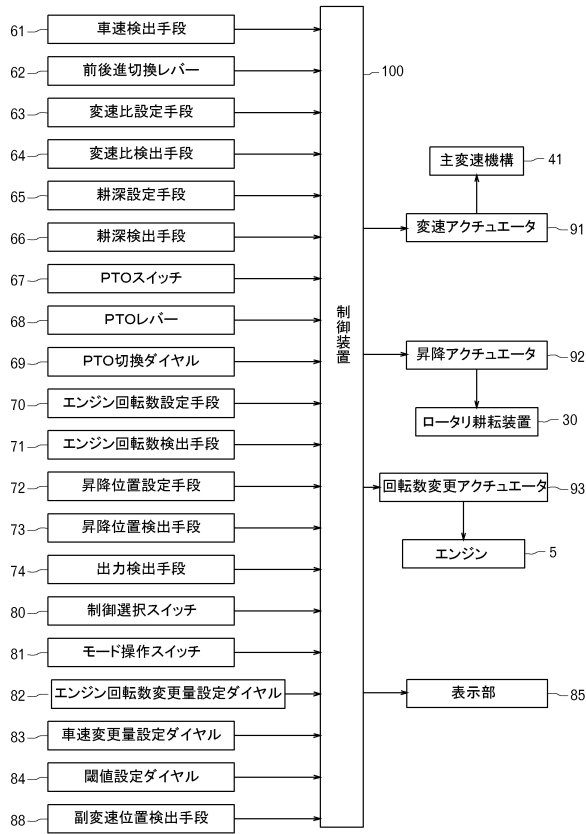 61 車速検出手段
62 前後進切換レバー
63 変速比設定手段
64 変速比検出手段
65 耕深設定手段
66 耕深検出手段
67 PTOスイッチ
68 PTOレバー
69 PTO切換ダイヤル
70 エンジン回転数設定手段
71 エンジン回転数検出手段
72 昇降位置設定手段
73 昇降位置検出手段
74 出力検出手段
80 制御選択スイッチ
81 モード操作スイッチ
82 エンジン回転数変更量設定ダイヤル
83 車速変更量設定ダイヤル
84 閾値設定ダイヤル
88 副変速位置検出手段
制御装置
100
主変速機構 41
変速アクチュエータ 91
昇降アクチュエータ 92
ロータリ耕耘装置 30
回転数変更アクチュエータ 93
エンジン 5
表示部 85